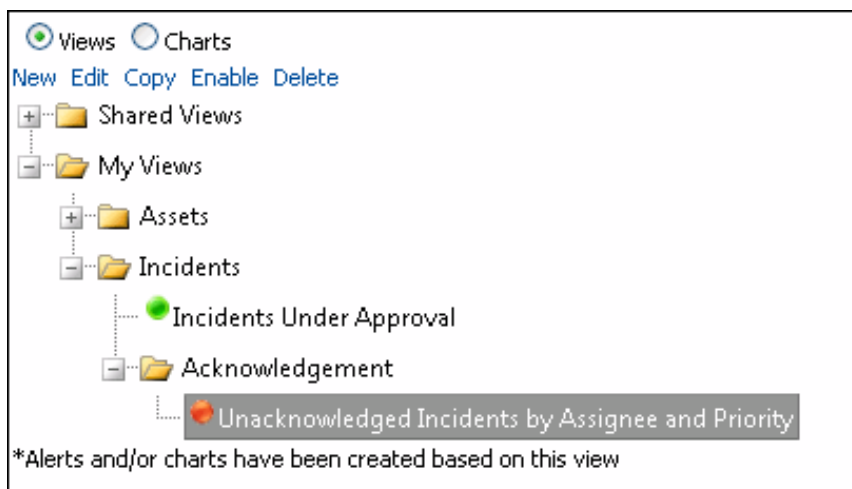 Views Charts
New Edit Copy Enable Delete
Shared Views
My Views
Assets
Incidents
Incidents Under Approval
Acknowledgement
Unacknowledged Incidents by Assignee and Priority
*Alerts and/or charts have been created based on this view